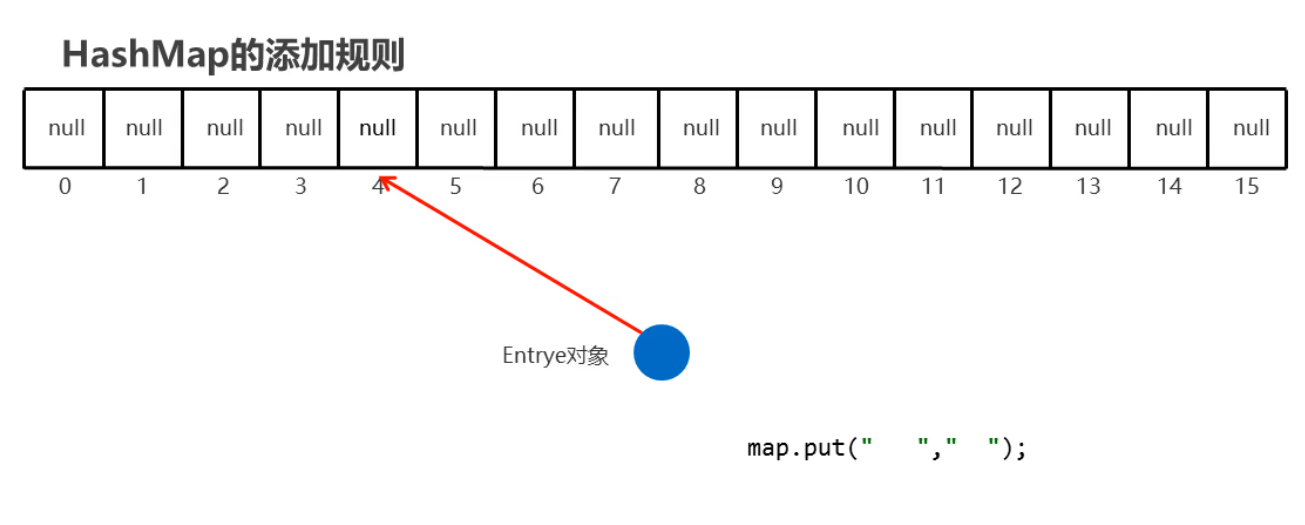 HashMap的添加规则
null null null null null null null null null null null null null null null null
0 1 2 3 4 5 6 7 8 9 10 11 12 13 14 15
Entrye对象
map.put("   ","  ");